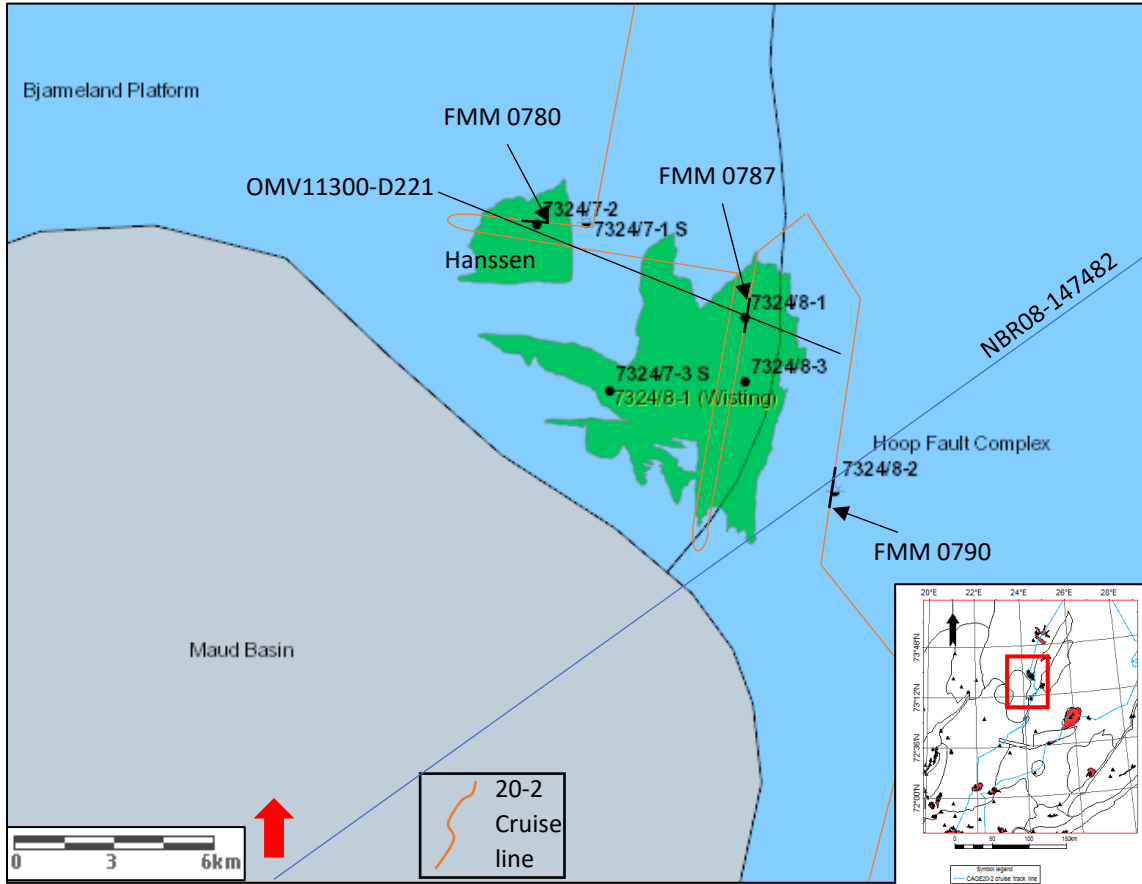 Bjarmeland Platform
FMM 0780
OMV11300-D221
FMM 0787
7324/7-2
7324/7-1 S
Hanssen
7324/8-1
NBR08-147482
7324/7-3 S
7324/8-3
7324/8-1 (Wisting)
Hoop Fault Complex
7324/8-2
FMM 0790
Maud Basin
20-2
Cruise
line
0 3 6km
20°E 22°E 24°E 26°E 28°E
73°48'N
73°12'N
72°36'N
72°00'N
0 25 50 100 150km
Symbol legend
CAGE20-2 cruise track line